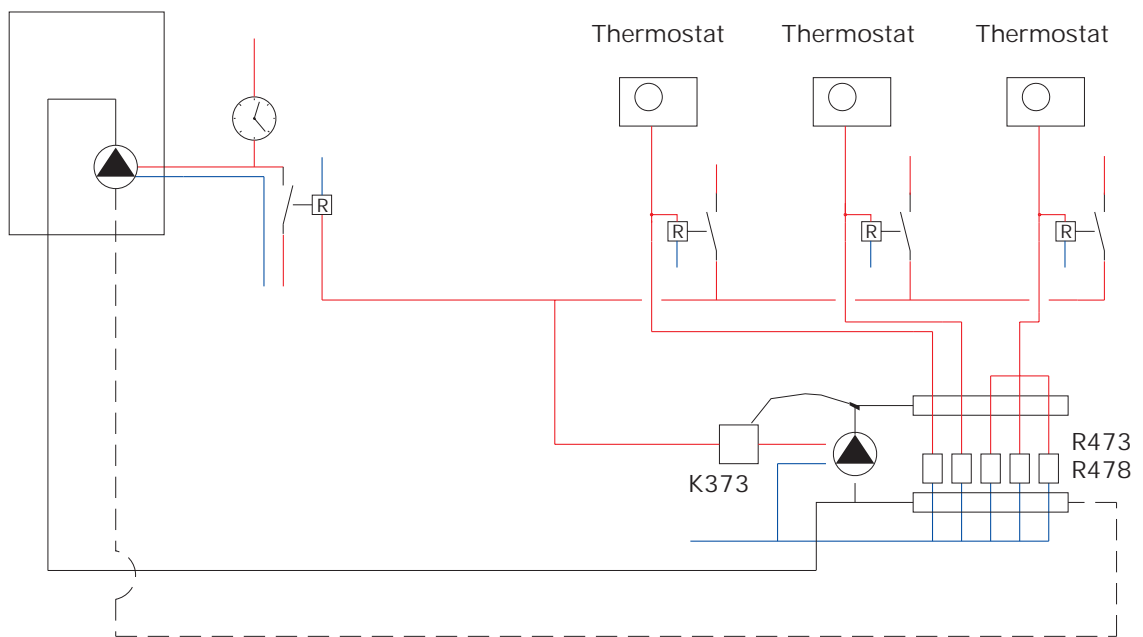 Thermostat Thermostat Thermostat
R
R R R
R473
R478
K373